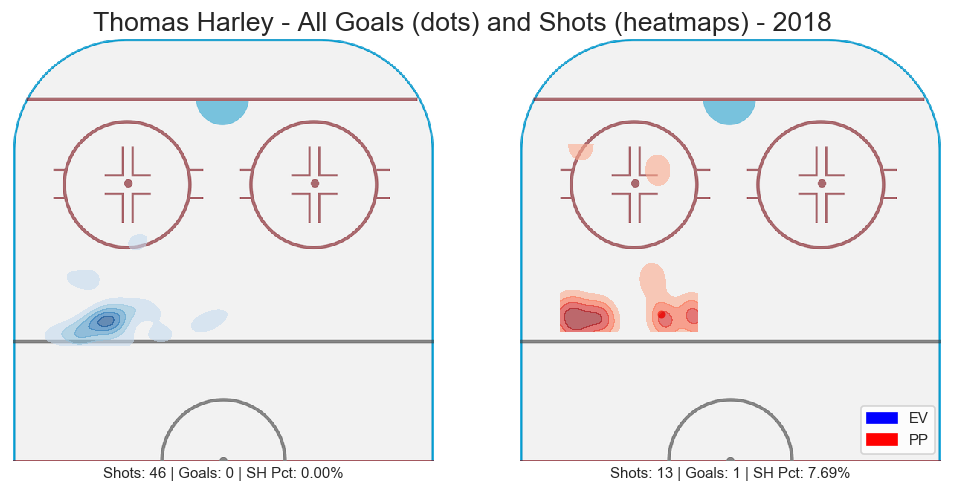 Thomas Harley - All Goals (dots) and Shots (heatmaps) - 2018
EV
PP
Shots: 46 | Goals: 0 | SH Pct: 0.00%
Shots: 13 | Goals: 1 | SH Pct: 7.69%